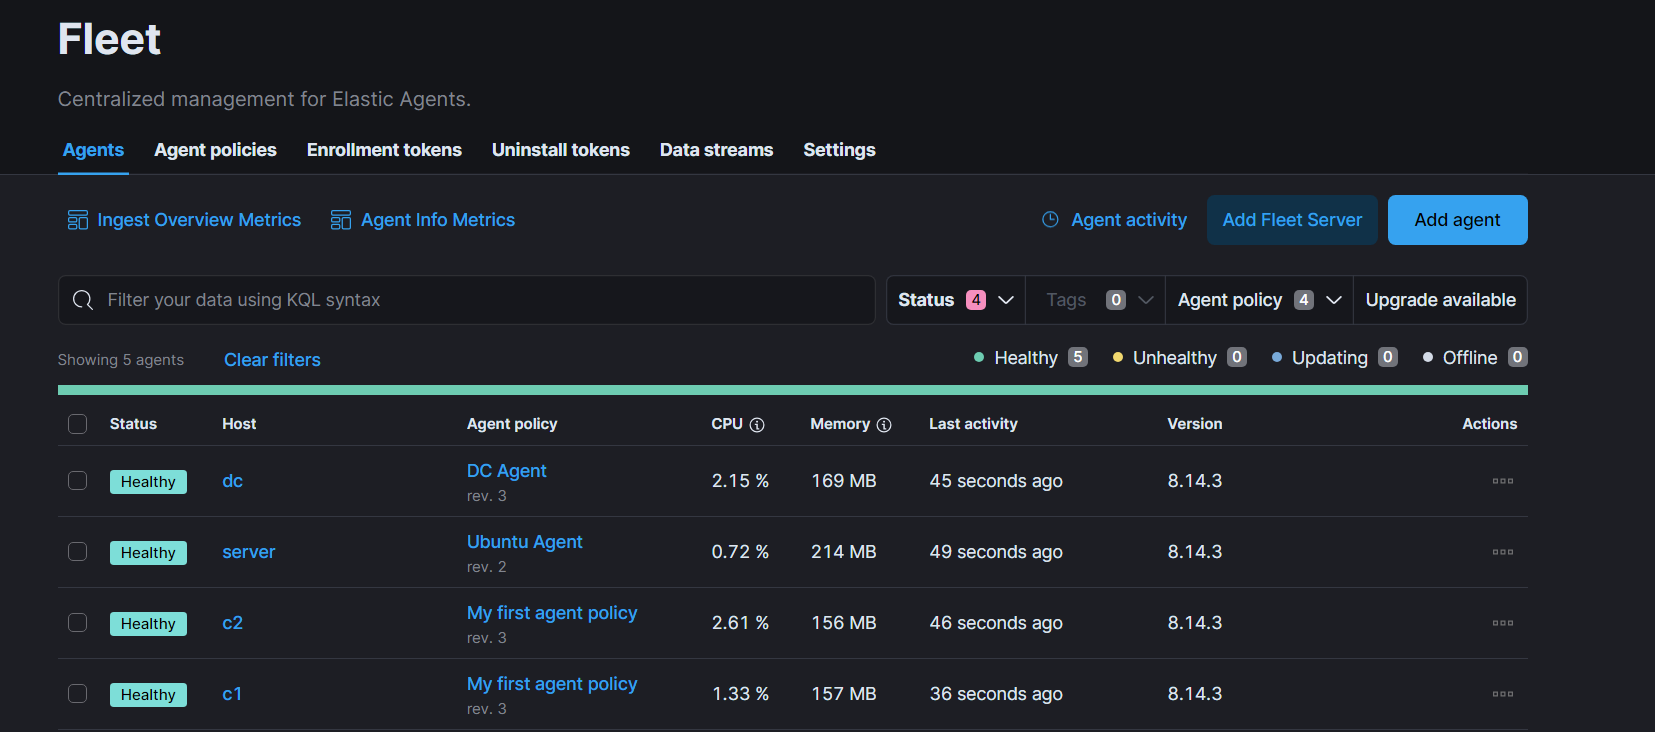 Fleet
Centralized management for Elastic Agents.
Agents Agent policies Enrollment tokens Uninstall tokens Data streams Settings
Ingest Overview Metrics Agent Info Metrics Agent activity Add Fleet Server Add agent
Filter your data using KQL syntax Status 4 Tags 0 Agent policy 4 Upgrade available
Showing 5 agents Clear filters Healthy 5 Unhealthy 0 Updating 0 Offline 0
Status Host Agent policy CPU Memory Last activity Version Actions
Healthy dc DC Agent 2.15 % 169 MB 45 seconds ago 8.14.3
rev. 3
Healthy server Ubuntu Agent 0.72 % 214 MB 49 seconds ago 8.14.3
rev. 2
Healthy c2 My first agent policy 2.61 % 156 MB 46 seconds ago 8.14.3
rev. 3
Healthy c1 My first agent policy 1.33 % 157 MB 36 seconds ago 8.14.3
rev. 3